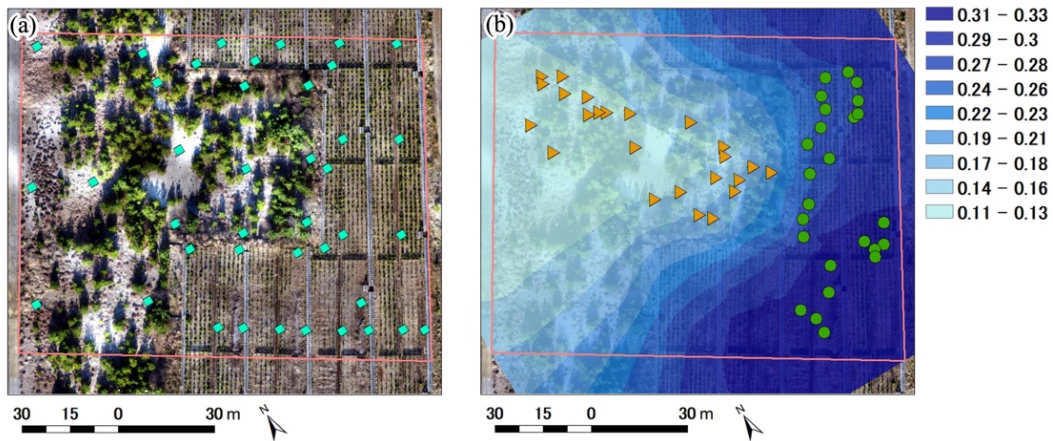 (a)
(b)
0.31 – 0.33
0.29 – 0.3
0.27 – 0.28
0.24 – 0.26
0.22 – 0.23
0.19 – 0.21
0.17 – 0.18
0.14 – 0.16
0.11 – 0.13
30 15 0 30 m
N
30 15 0 30 m
N